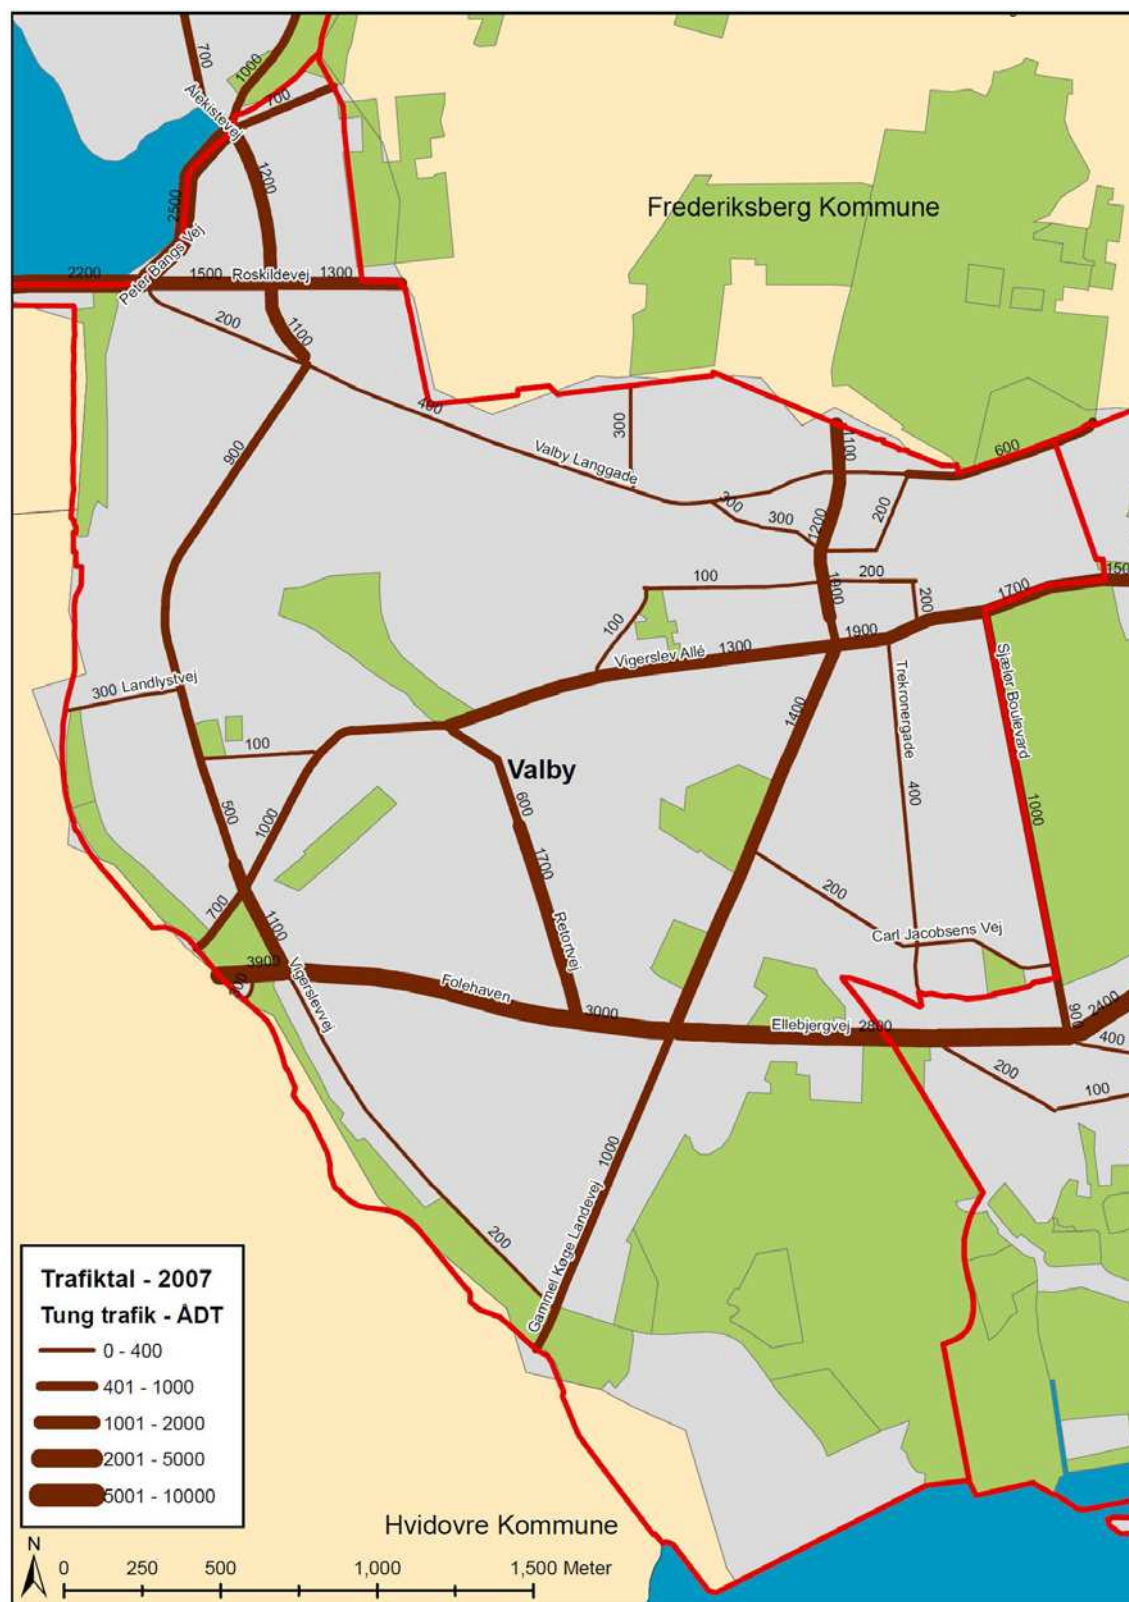 700
1000
700
Ålekistevej
1200
2500
Peter Bangs Vej
Frederiksberg Kommune
2200
1500
Roskildevej
1300
200
1100
400
300
1100
600
900
Valby Langgade
300
300
1200
200
100
1900
200
200
1700
100
Vigerslev Allé
1300
1900
300 Landlystvej
1400
Trekronergade
Sjælør Boulevard
100
Valby
500
1000
600
400
1000
1700
200
700
1100
Retortvej
Carl Jacobsens Vej
3900
Vigerslevvej
Folehaven
3000
Ellebjergvej
2800
900
2400
400
200
100
1000
200
Gammel Køge Landevej
Trafiktal - 2007
Tung trafik - ÅDT
0 - 400
401 - 1000
1001 - 2000
2001 - 5000
5001 - 10000
Hvidovre Kommune
N
0
250
500
1,000
1,500 Meter